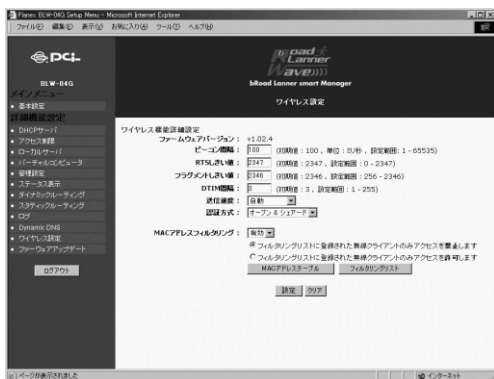 Planex BLW-04G Setup Menu - Microsoft Internet Explorer
ファイル(F) 編集(E) 表示(V) お気に入り(A) ツール(T) ヘルプ(H)
PCi
BLW-04G
メインメニュー
基本設定
詳細機能設定
DHCPサーバ
アクセス制限
ローカルサーバ
バーチャルコンピュータ
管理設定
ステータス表示
ダイナミックルーティング
スタティックルーティング
ログ
Dynamic DNS
ワイヤレス設定
ファームウェアアップデート
ログアウト
Road
Lanner
Wave
bRoad Lanner smart Manager
ワイヤレス設定
ワイヤレス機能詳細設定
ファームウェアバージョン: v1.02.4
ビーコン間隔: 100 (初期値:100, 単位:ミリ秒, 設定範囲:1-65535)
RTSしきい値: 2347 (初期値:2347, 設定範囲:0-2347)
フラグメントしきい値: 2346 (初期値:2346, 設定範囲:256-2346)
DTIM間隔: 3 (初期値:3, 設定範囲:1-255)
送信速度: 自動
認証方式: オープン & シェアード
MACアドレスフィルタリング: 有効
フィルタリングリストに登録された無線クライアントのみアクセスを禁止します
フィルタリングリストに登録された無線クライアントのみアクセスを許可します
MACアドレステーブル フィルタリングリスト
設定 クリア
ページが表示されました インターネット